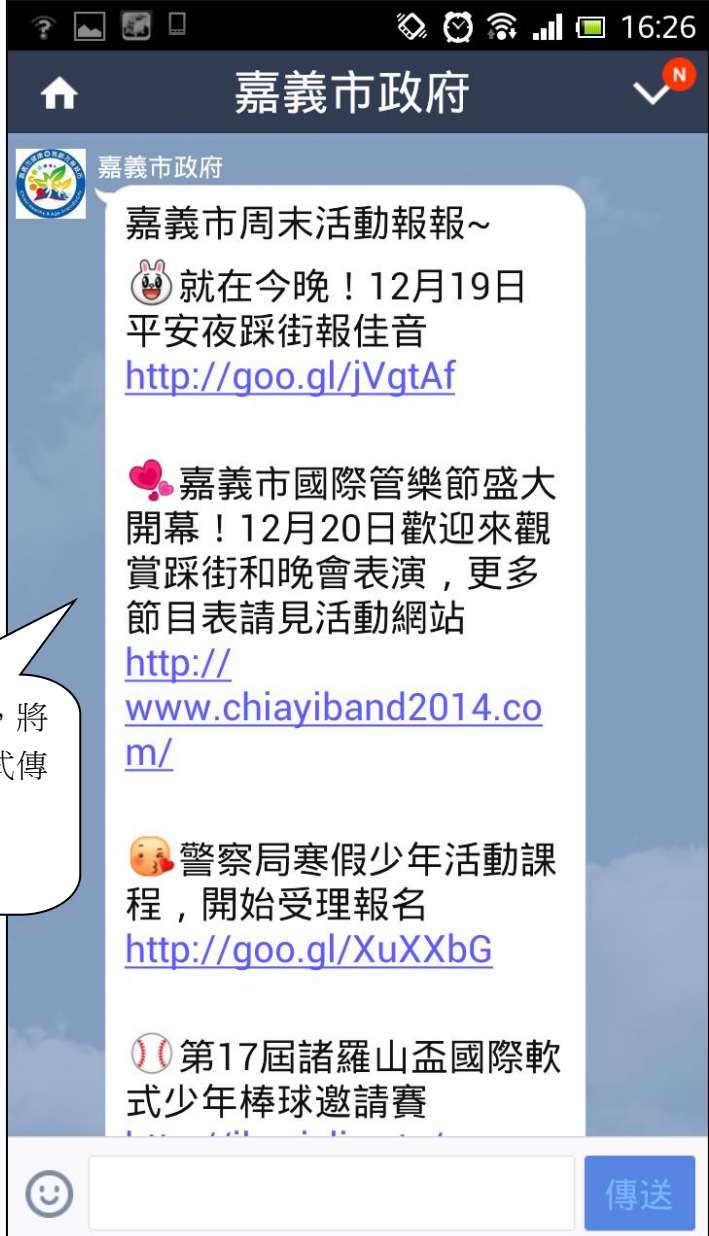 16:26
嘉義市政府
N
嘉義市政府
嘉義市周末活動報報~
就在今晚！12月19日
平安夜踩街報佳音
http://goo.gl/jVgtAf
嘉義市國際管樂節盛大
開幕！12月20日歡迎來觀
賞踩街和晚會表演，更多
節目表請見活動網站
http://
www.chiayiband2014.co
m/
，將
式傳
警察局寒假少年活動課
程，開始受理報名
http://goo.gl/XuXXbG
第17屆諸羅山盃國際軟
式少年棒球邀請賽
傳送